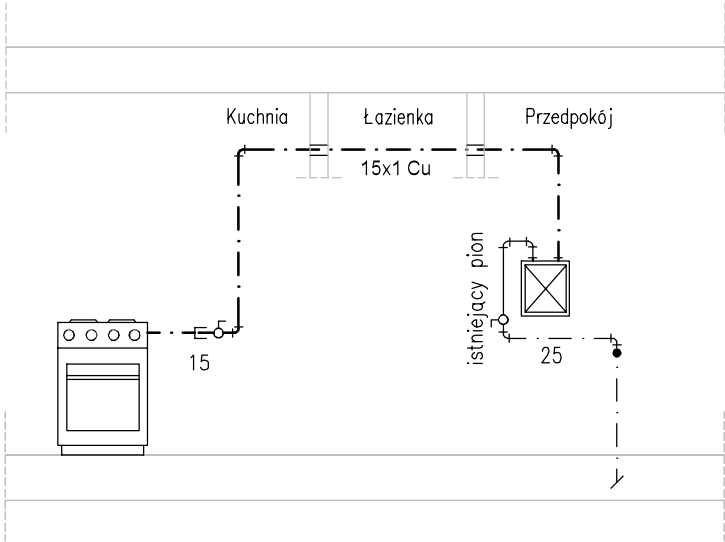 Kuchnia
Łazienka
Przedpokój
15x1 Cu
istniejący pion
15
25